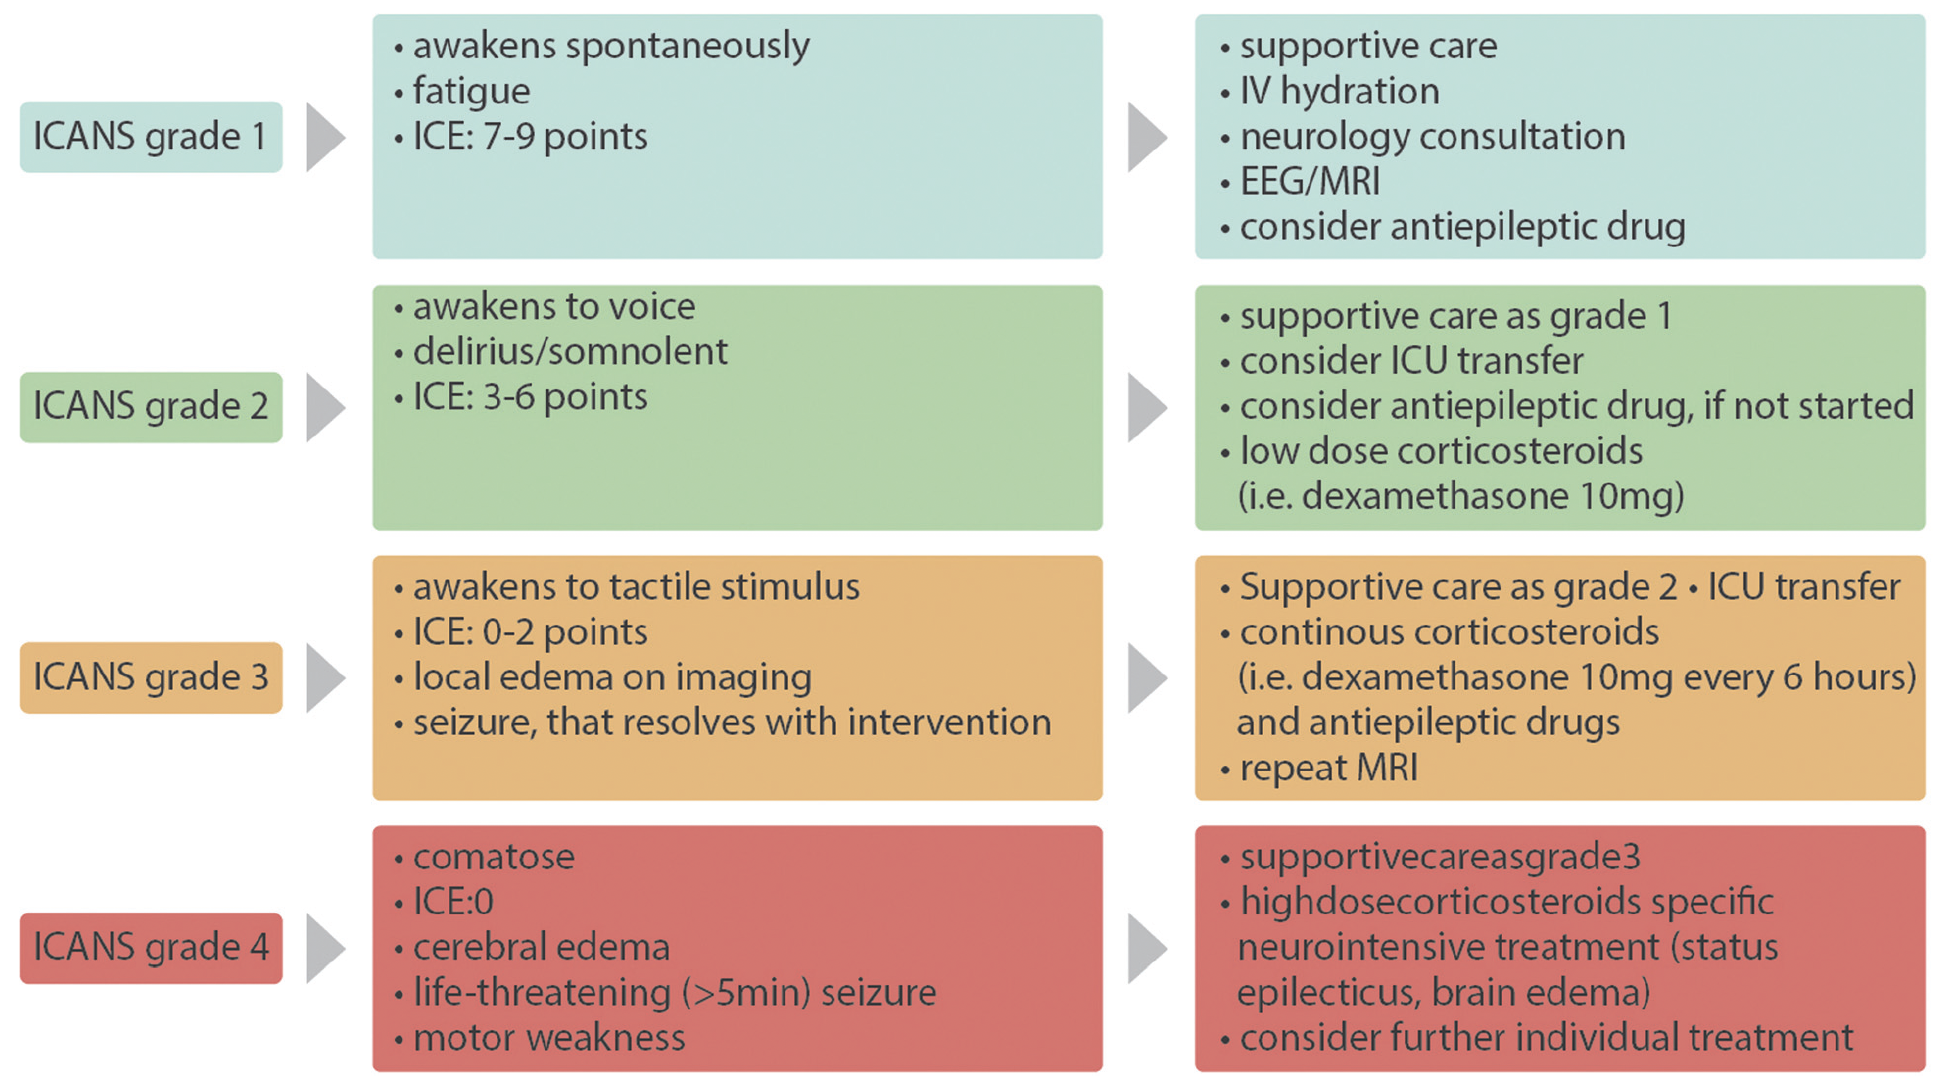 ICANS grade 1
• awakens spontaneously
• fatigue
• ICE: 7-9 points
• supportive care
• IV hydration
• neurology consultation
• EEG/MRI
• consider antiepileptic drug
ICANS grade 2
• awakens to voice
• delirius/somnolent
• ICE: 3-6 points
• supportive care as grade 1
• consider ICU transfer
• consider antiepileptic drug, if not started
• low dose corticosteroids
(i.e. dexamethasone 10mg)
ICANS grade 3
• awakens to tactile stimulus
• ICE: 0-2 points
• local edema on imaging
• seizure, that resolves with intervention
• Supportive care as grade 2 • ICU transfer
• continous corticosteroids
(i.e. dexamethasone 10mg every 6 hours)
and antiepileptic drugs
• repeat MRI
ICANS grade 4
• comatose
• ICE:0
• cerebral edema
• life-threatening (>5min) seizure
• motor weakness
• supportivecareasgrade3
• highdosecorticosteroids specific
neurointensive treatment (status
epilecticus, brain edema)
• consider further individual treatment